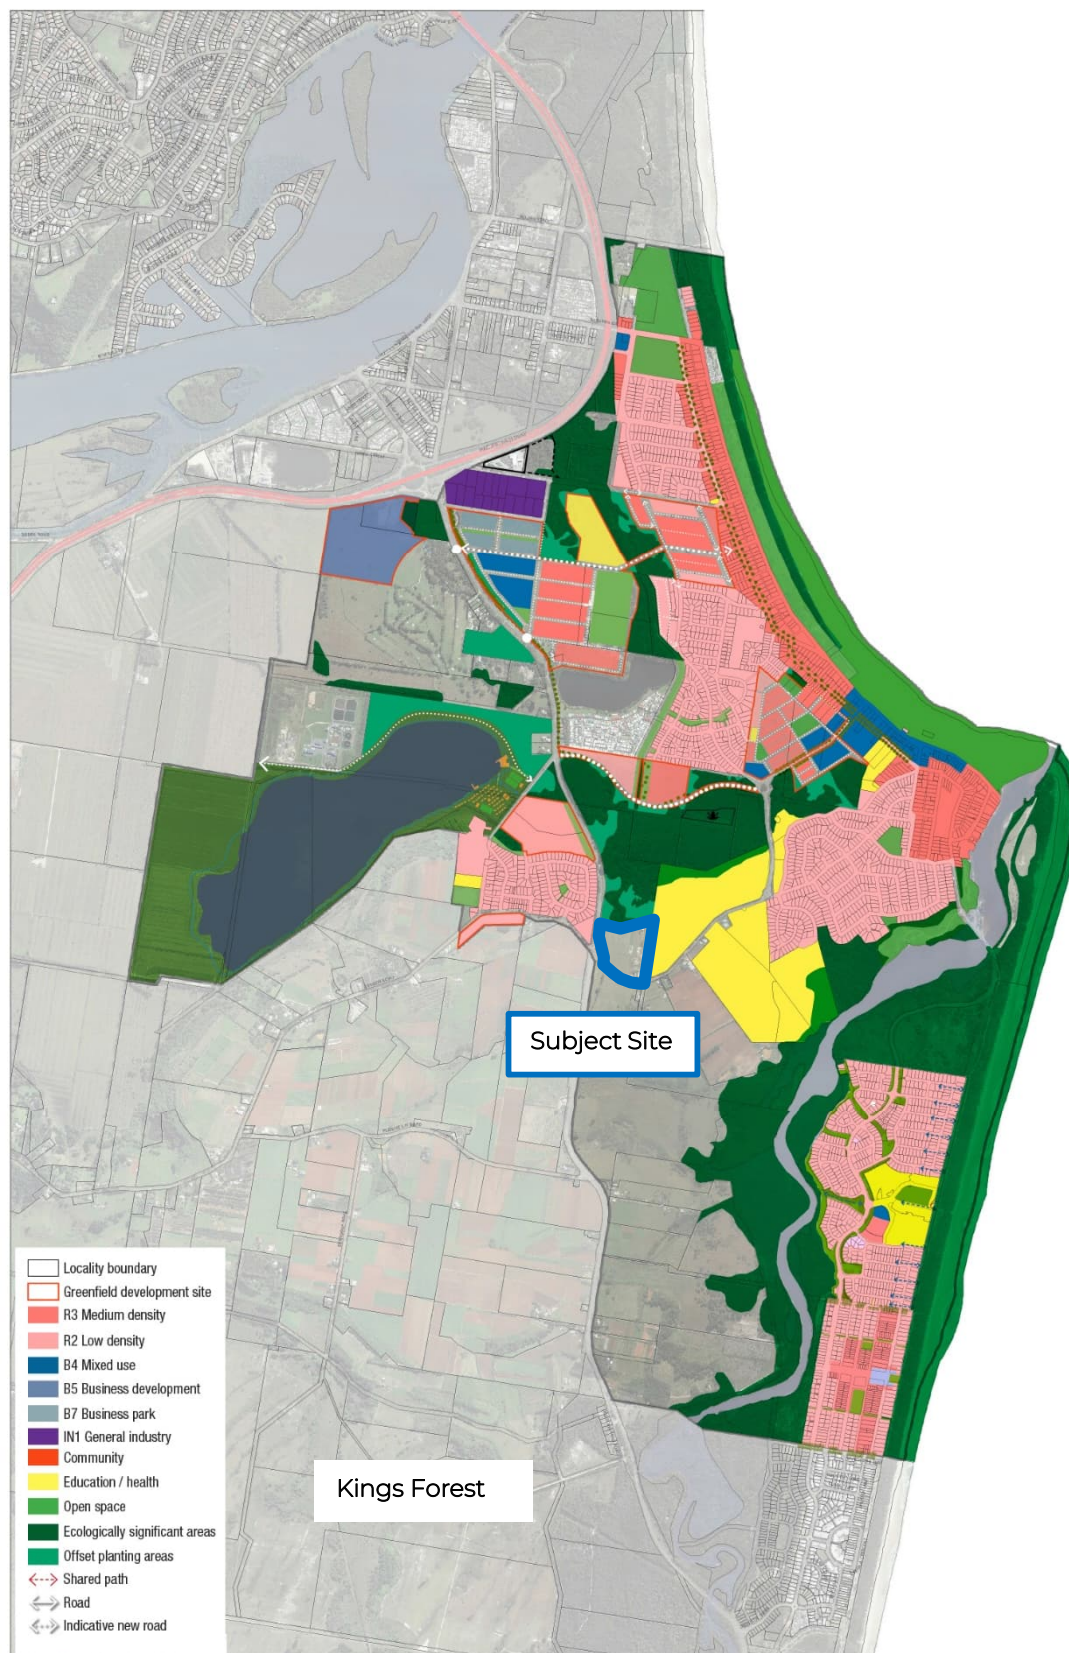 Subject Site
Kings Forest
Locality boundary
Greenfield development site
R3 Medium density
R2 Low density
B4 Mixed use
B5 Business development
B7 Business park
IN1 General industry
Community
Education / health
Open space
Ecologically significant areas
Offset planting areas
Shared path
Road
Indicative new road